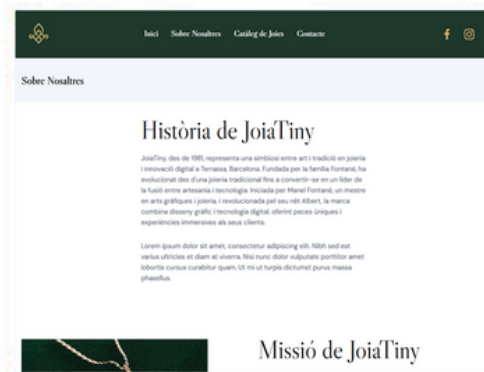 Inici Sobre Nosaltres Catàleg de Joies Contacte
Sobre Nosaltres
Història de JoiaTiny
JoiaTiny, des de 1981, representa una simbiosi entre art i tradició en joieria
i innovació digital a Terrassa, Barcelona. Fundada per la família Fontané, ha
evolucionat des d'una joieria tradicional fins a convertir-se en un líder de
la fusió entre artesania i tecnologia. Iniciada per Manel Fontané, un mestre
en arts gràfiques i joieria, i revolucionada pel seu nét Albert, la marca
combina disseny gràfic i tecnologia digital, oferint peces úniques i
experiències immersives als seus clients.
Lorem ipsum dolor sit amet, consectetur adipiscing elit. Nibh sed est
varius ultricies et diam at viverra. Nisi nunc dolor vulputate porttitor amet
lobortis cursus curabitur quam. Ut mi ut turpis dictumst purus massa
phasellus.
Missió de JoiaTiny